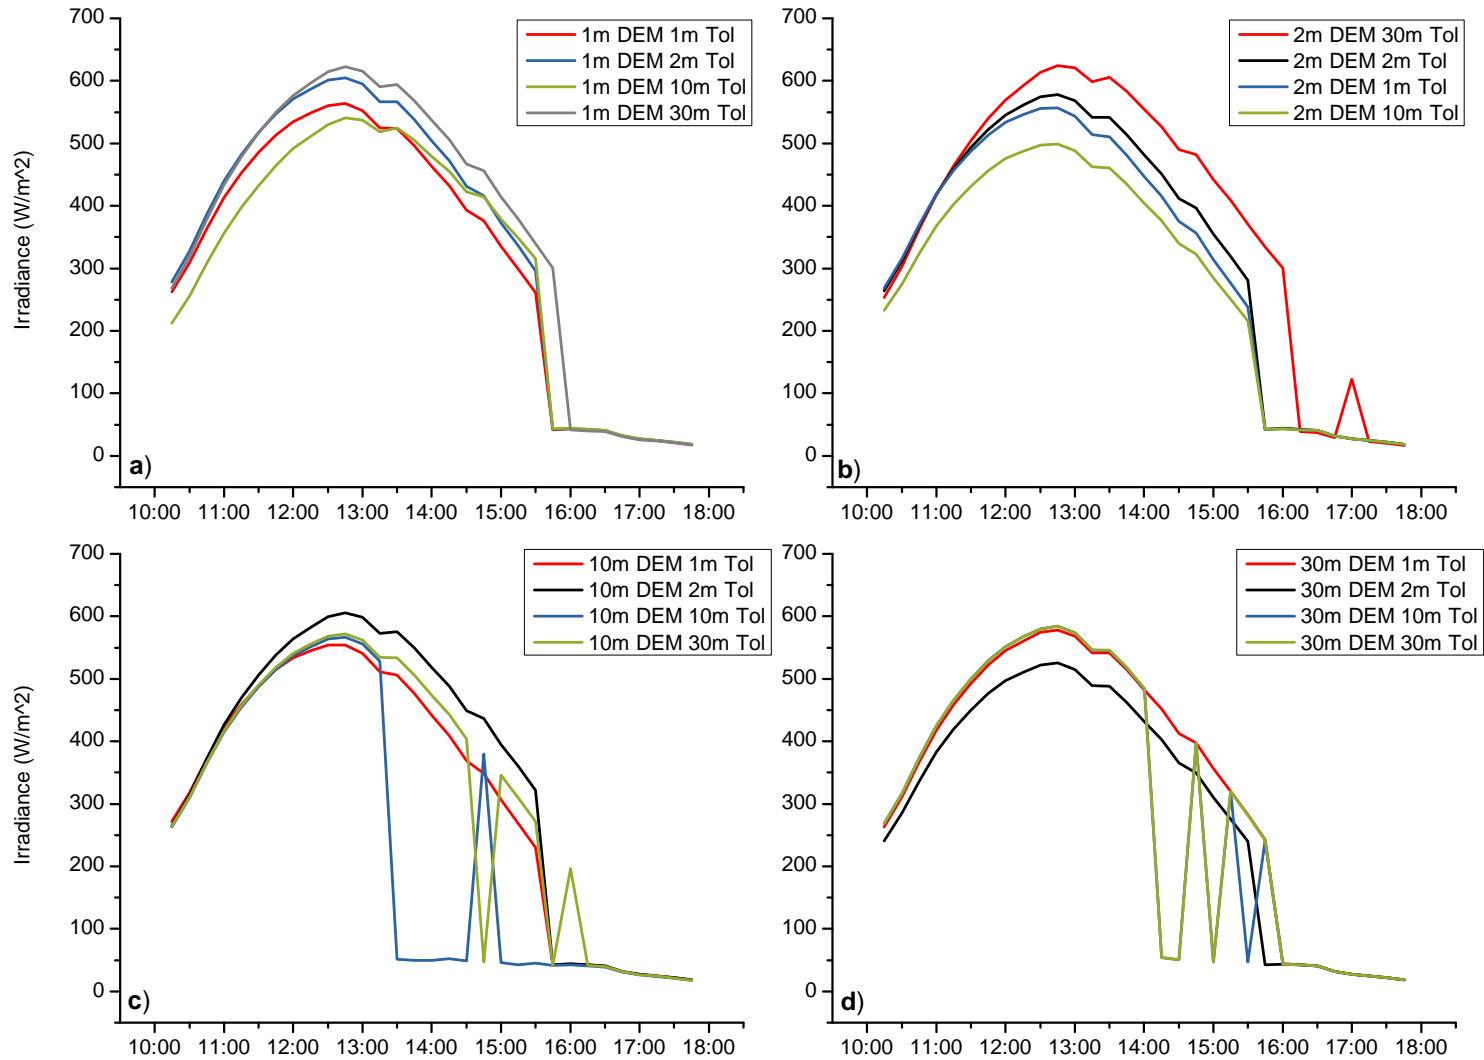 700
600
500
400
300
200
100
0
Irradiance (W/m^2)
1m DEM 1m Tol
1m DEM 2m Tol
1m DEM 10m Tol
1m DEM 30m Tol
a)
10:00 11:00 12:00 13:00 14:00 15:00 16:00 17:00 18:00
700
600
500
400
300
200
100
0
2m DEM 30m Tol
2m DEM 2m Tol
2m DEM 1m Tol
2m DEM 10m Tol
b)
10:00 11:00 12:00 13:00 14:00 15:00 16:00 17:00 18:00
700
600
500
400
300
200
100
0
Irradiance (W/m^2)
10m DEM 1m Tol
10m DEM 2m Tol
10m DEM 10m Tol
10m DEM 30m Tol
c)
10:00 11:00 12:00 13:00 14:00 15:00 16:00 17:00 18:00
700
600
500
400
300
200
100
0
30m DEM 1m Tol
30m DEM 2m Tol
30m DEM 10m Tol
30m DEM 30m Tol
d)
10:00 11:00 12:00 13:00 14:00 15:00 16:00 17:00 18:00